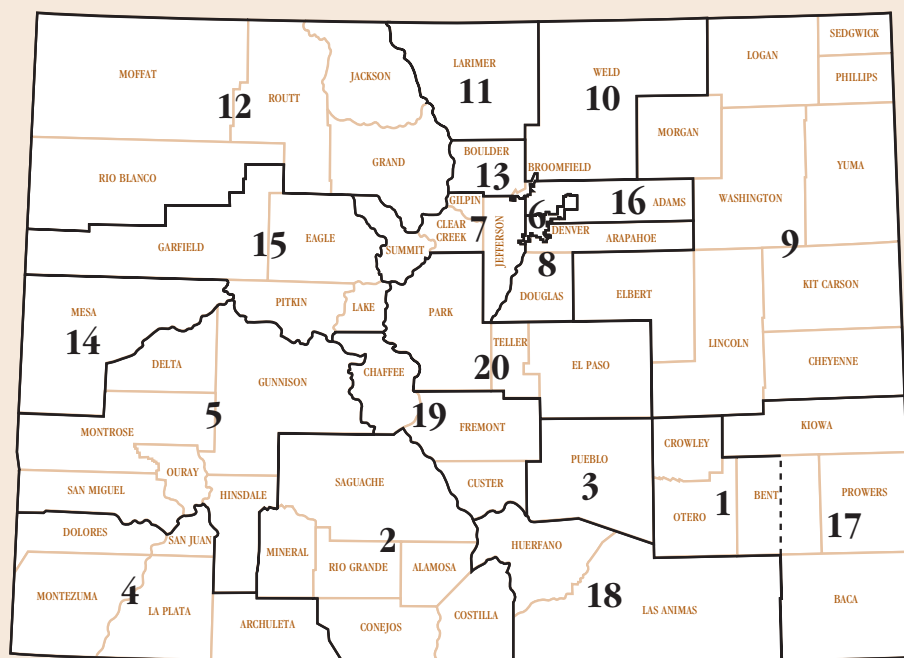 SEDGWICK
LOGAN
LARIMER
WELD
MOFFAT
JACKSON
PHILLIPS
ROUTT
11
10
12
MORGAN
BOULDER
GRAND
BROOMFIELD
YUMA
RIO BLANCO
13
WASHINGTON
GILPIN
16
ADAMS
6
CLEAR
CREEK
7
JEFFERSON
DENVER
ARAPAHOE
EAGLE
15
GARFIELD
SUMMIT
9
8
KIT CARSON
DOUGLAS
ELBERT
PITKIN
LAKE
PARK
MESA
14
TELLER
LINCOLN
CHEYENNE
DELTA
CHAFFEE
20
EL PASO
GUNNISON
5
19
FREMONT
KIOWA
MONTROSE
CROWLEY
PUEBLO
OURAY
SAGUACHE
CUSTER
3
SAN MIGUEL
HINSDALE
1
BENT
PROWERS
OTERO
17
DOLORES
SAN JUAN
2
HUERFANO
MINERAL
RIO GRANDE
ALAMOSA
MONTEZUMA
4
LA PLATA
18
LAS ANIMAS
BACA
COSTILLA
ARCHULETA
CONEJOS